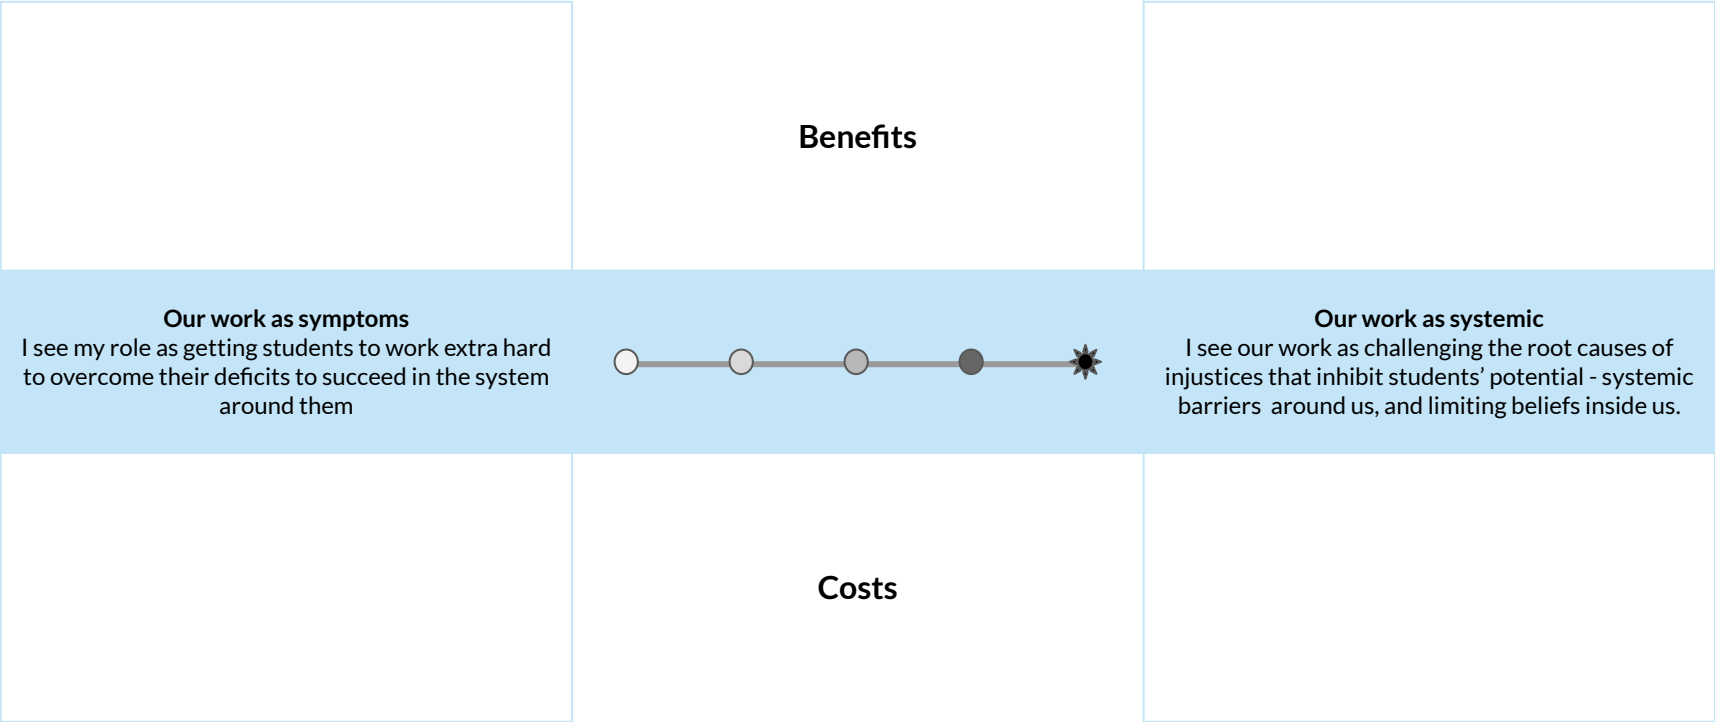 Benefits
Our work as symptoms
I see my role as getting students to work extra hard
to overcome their deficits to succeed in the system
around them
Our work as systemic
I see our work as challenging the root causes of
injustices that inhibit students’ potential - systemic
barriers  around us, and limiting beliefs inside us.
Costs